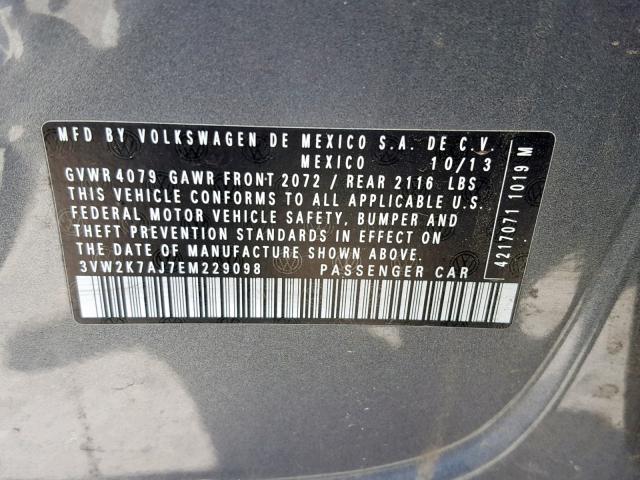 MFD BY VOLKSWAGEN DE MEXICO S.A. DE C.V.
MEXICO 10/13
GVWR 4079 GAWR FRONT 2072 / REAR 2116 LBS
THIS VEHICLE CONFORMS TO ALL APPLICABLE U.S.
FEDERAL MOTOR VEHICLE SAFETY, BUMPER AND
THEFT PREVENTION STANDARDS IN EFFECT ON
THE DATE OF MANUFACTURE SHOWN ABOVE.
3VW2K7AJ7EM229098 PASSENGER CAR
4217071 1019 M